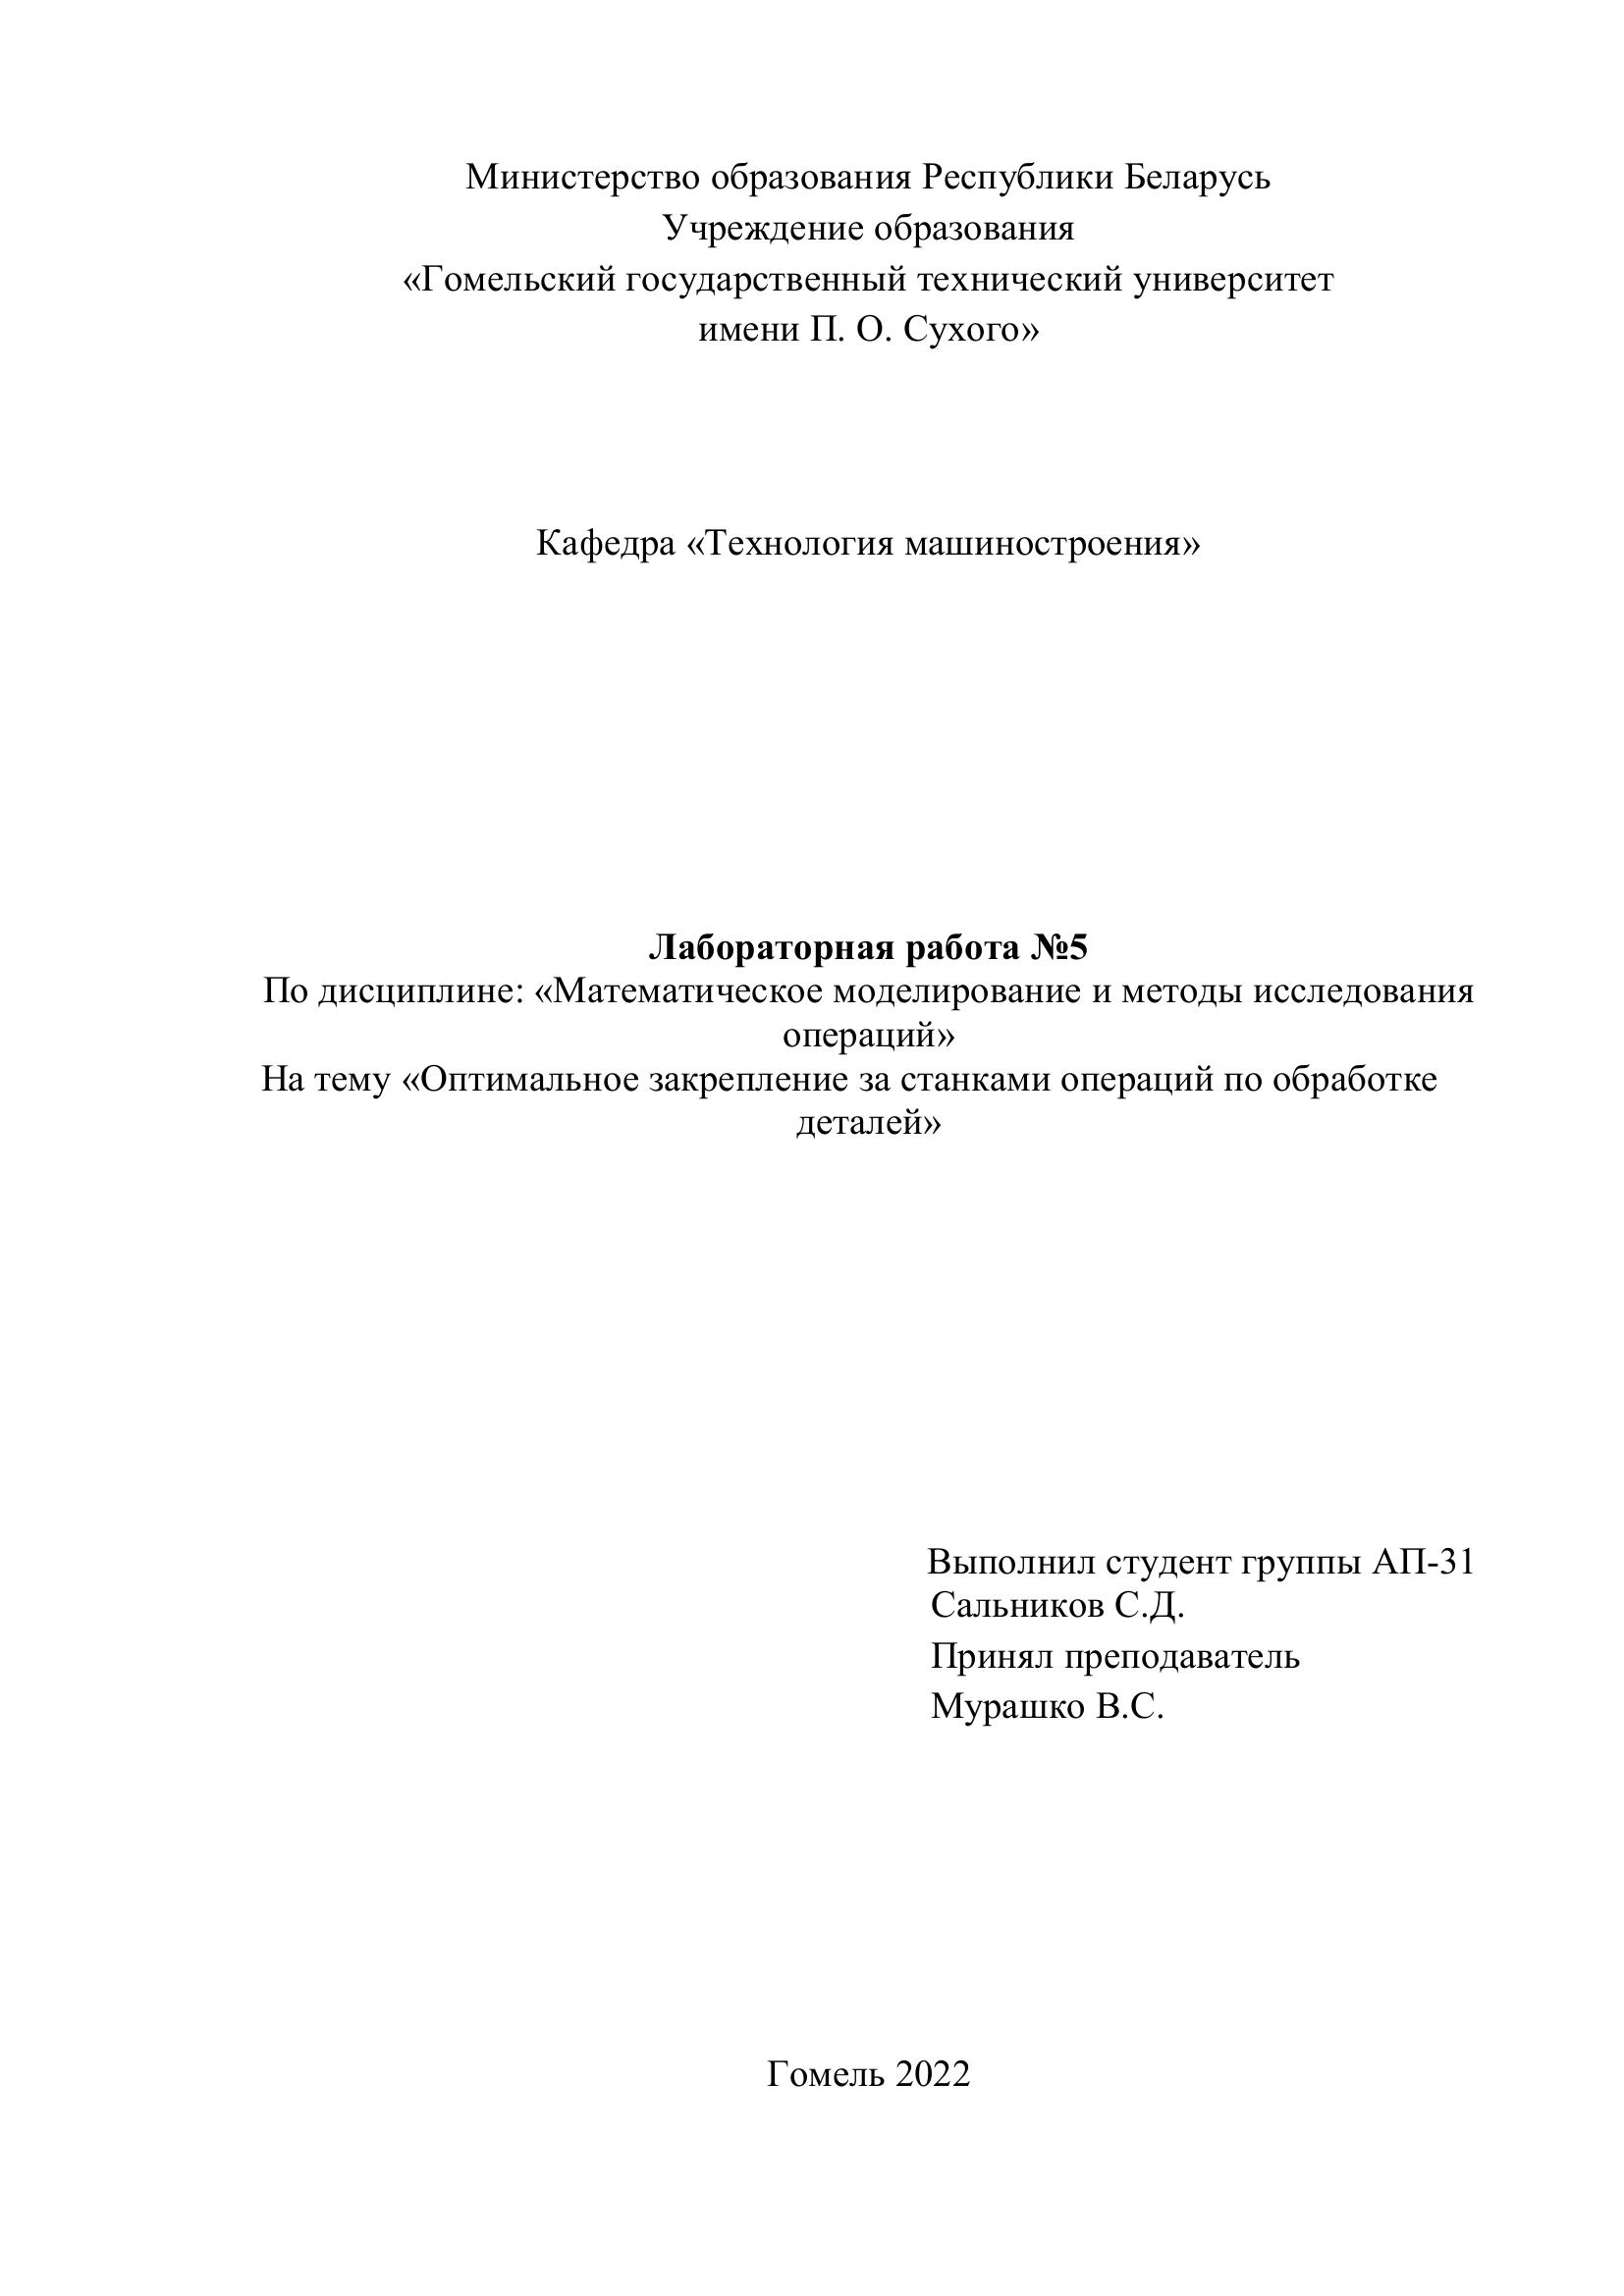 Министерство образования Республики Беларусь
Учреждение образования
«Гомельский государственный технический университет
имени П. О. Сухого»
Кафедра «Технология машиностроения»
Лабораторная работа №5
По дисциплине: «Математическое моделирование и методы исследования
операций»
На тему «Оптимальное закрепление за станками операций по обработке
деталей»
Выполнил студент группы АП-31
Сальников С.Д.
Принял преподаватель
Мурашко В.С.
Гомель 2022